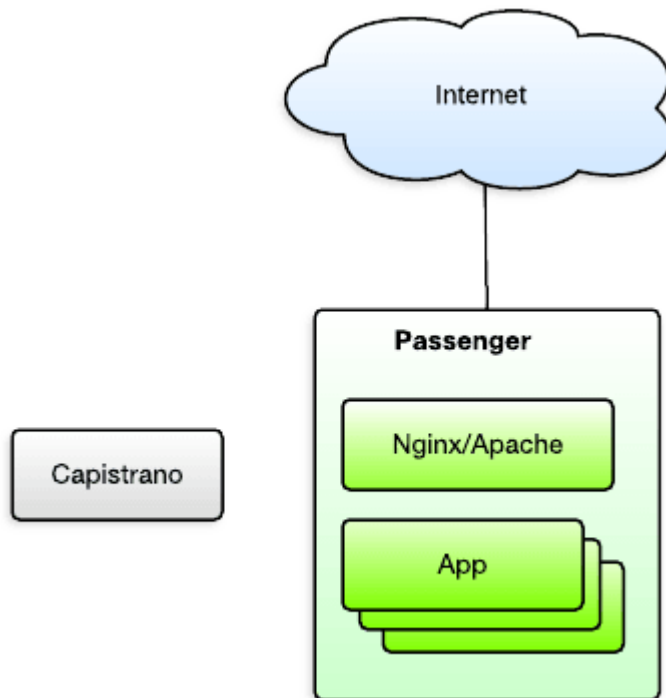 Internet
Passenger
Nginx/Apache
Capistrano
App